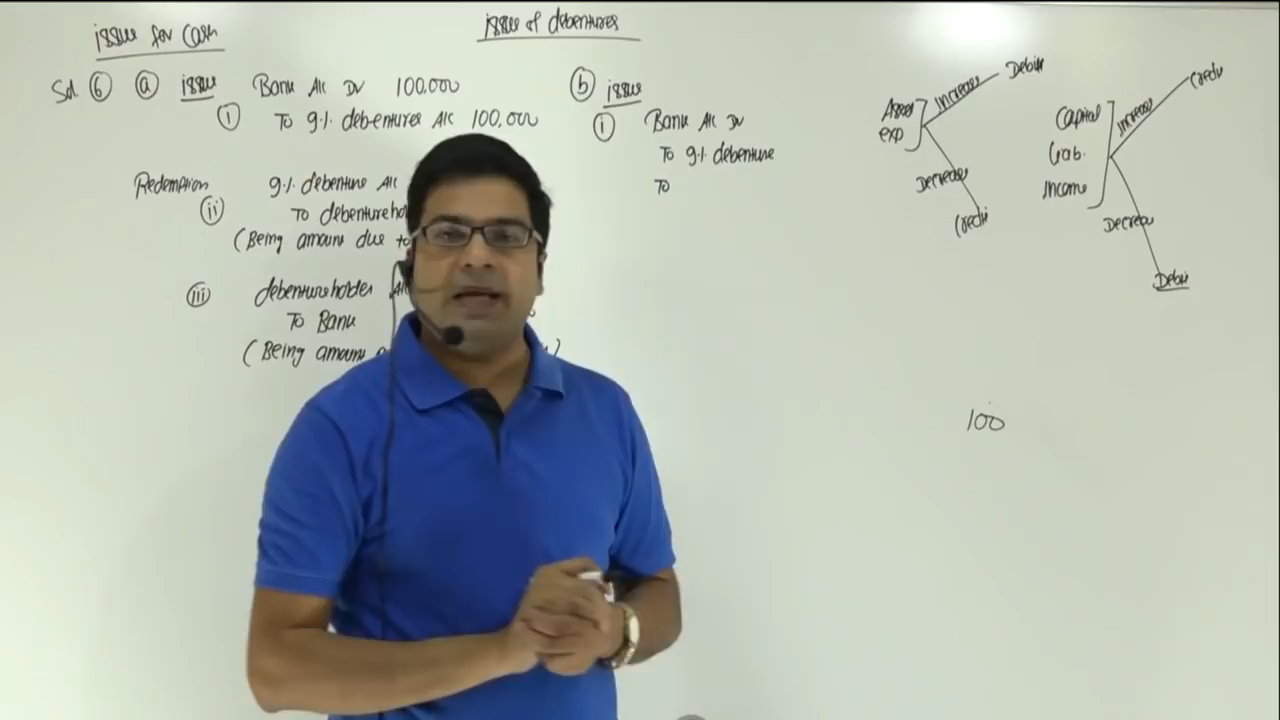 issue for Cash
issue of debentures
Sol 6 a issue Bank A/c Dr 100,000
i To 9% debentures A/c 100,000
Redemption 9% debenture A/c
ii To debentureho
(Being amount due to
iii debentureholder A/c
To Bank
(Being amount
b issue
i Bank A/c Dr
To 9% debenture
To
Asset
exp
increase
Debit
Decrease
Credit
Capital
Liab.
income
increase
Credit
Decrease
Debit
100